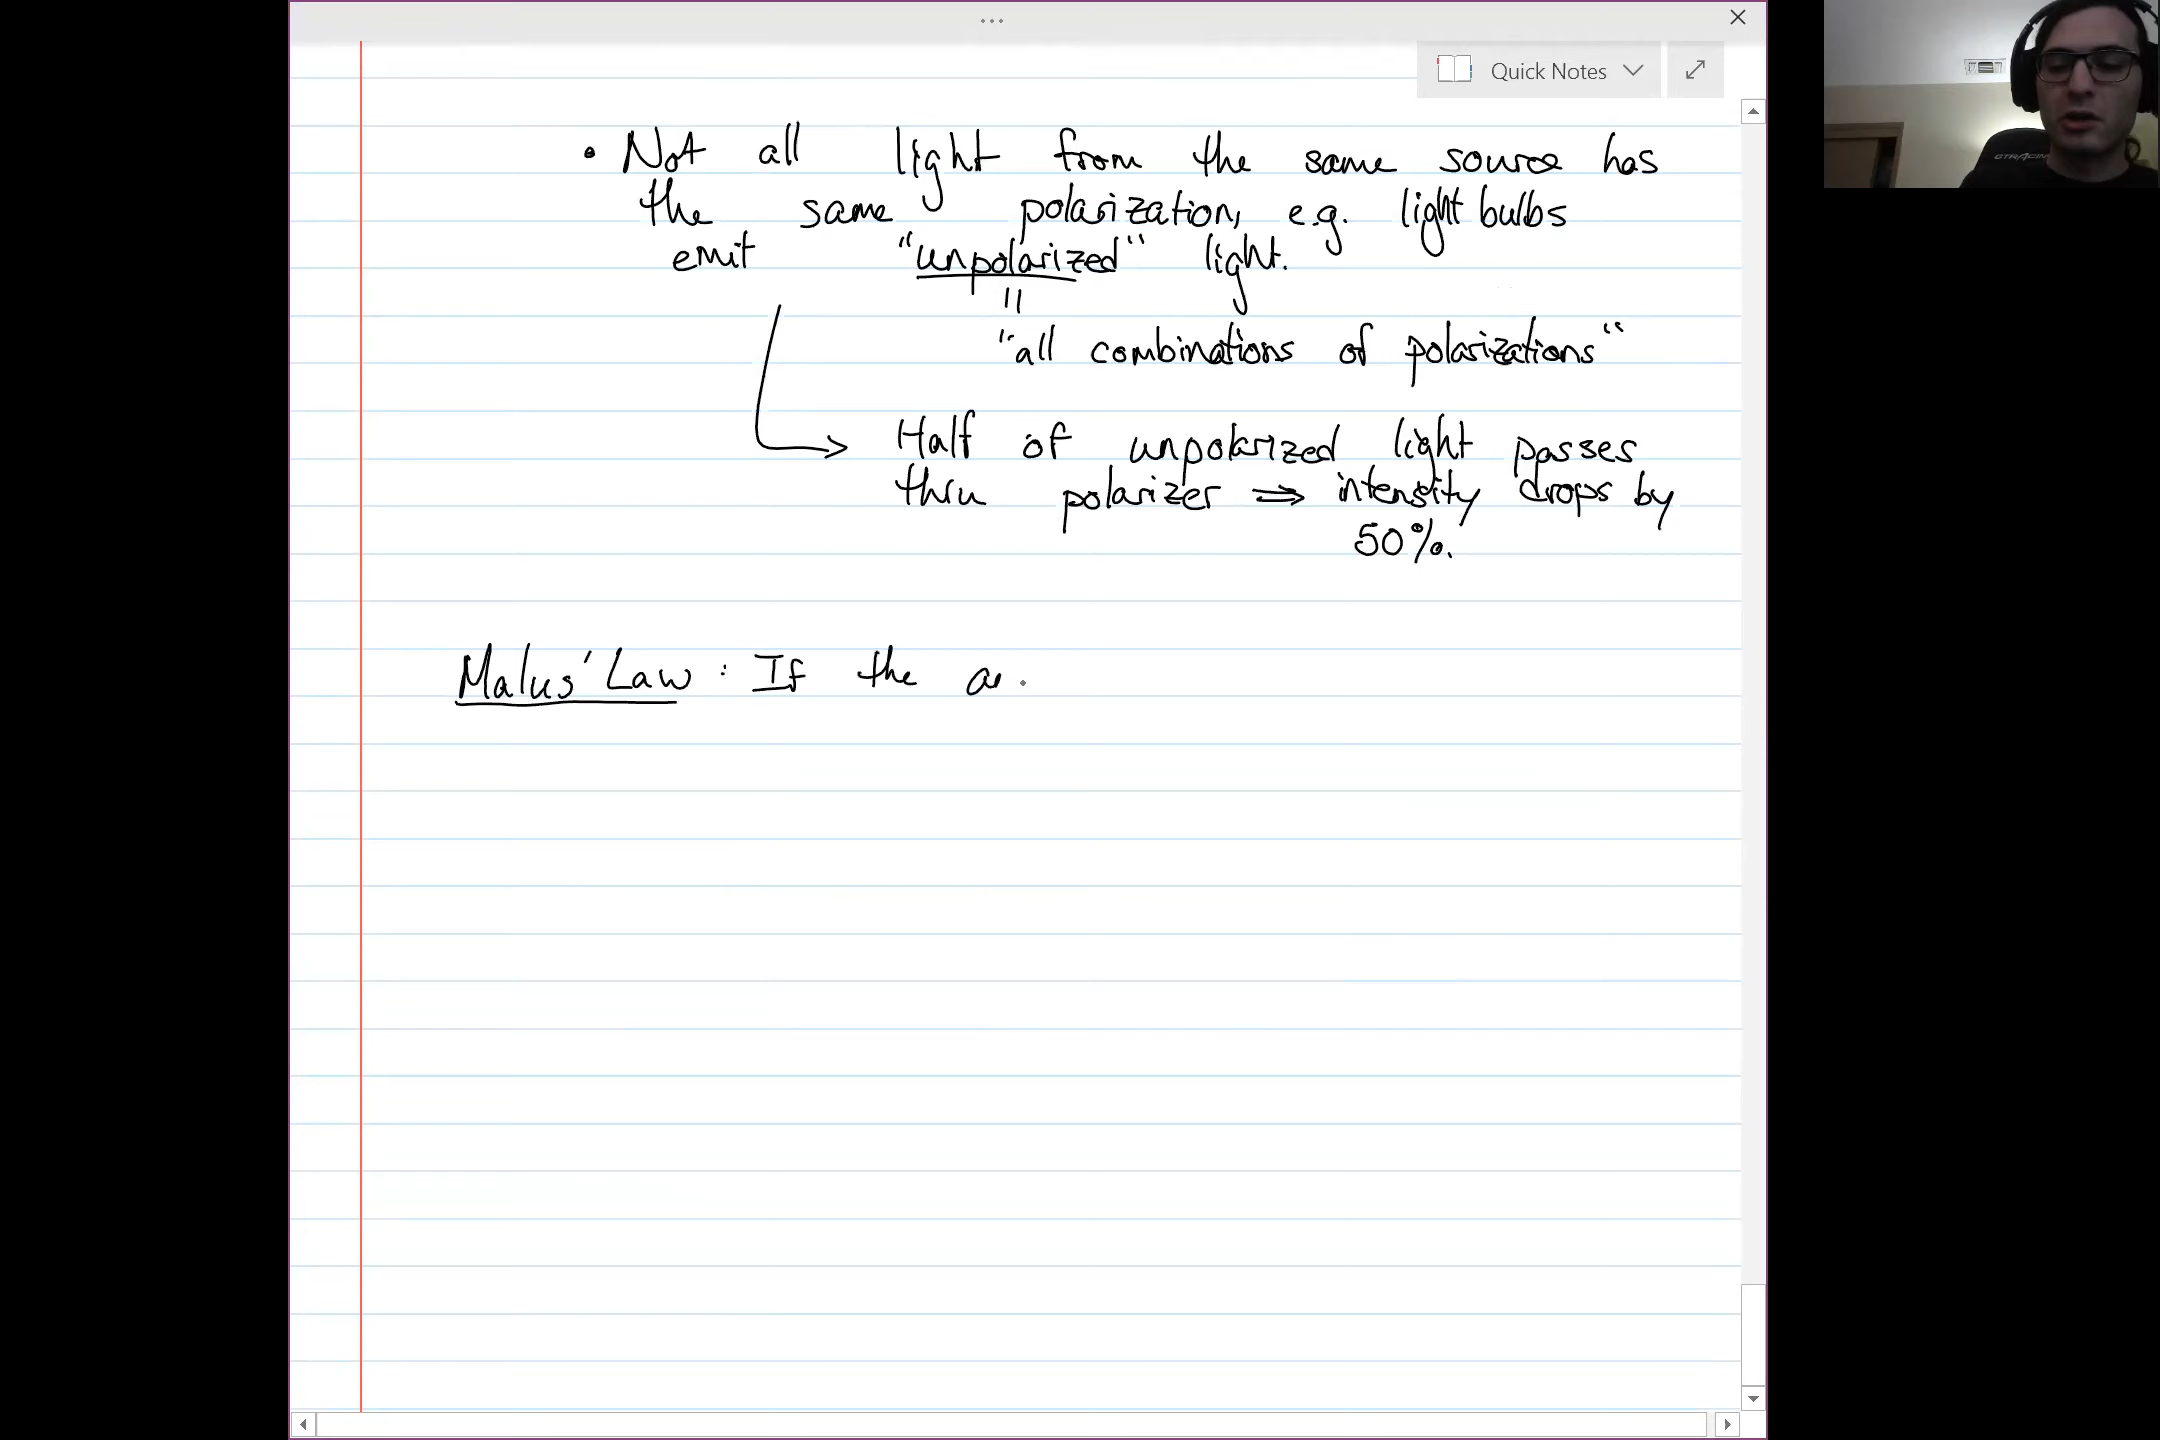 Quick Notes
• Not all light from the same source has
the same polarization, e.g. light bulbs
emit "unpolarized" light.
"all combinations of polarizations"
Half of unpolarized light passes
thru polarizer ⇒ intensity drops by
50%.
Malus' Law : If the
GTRACING